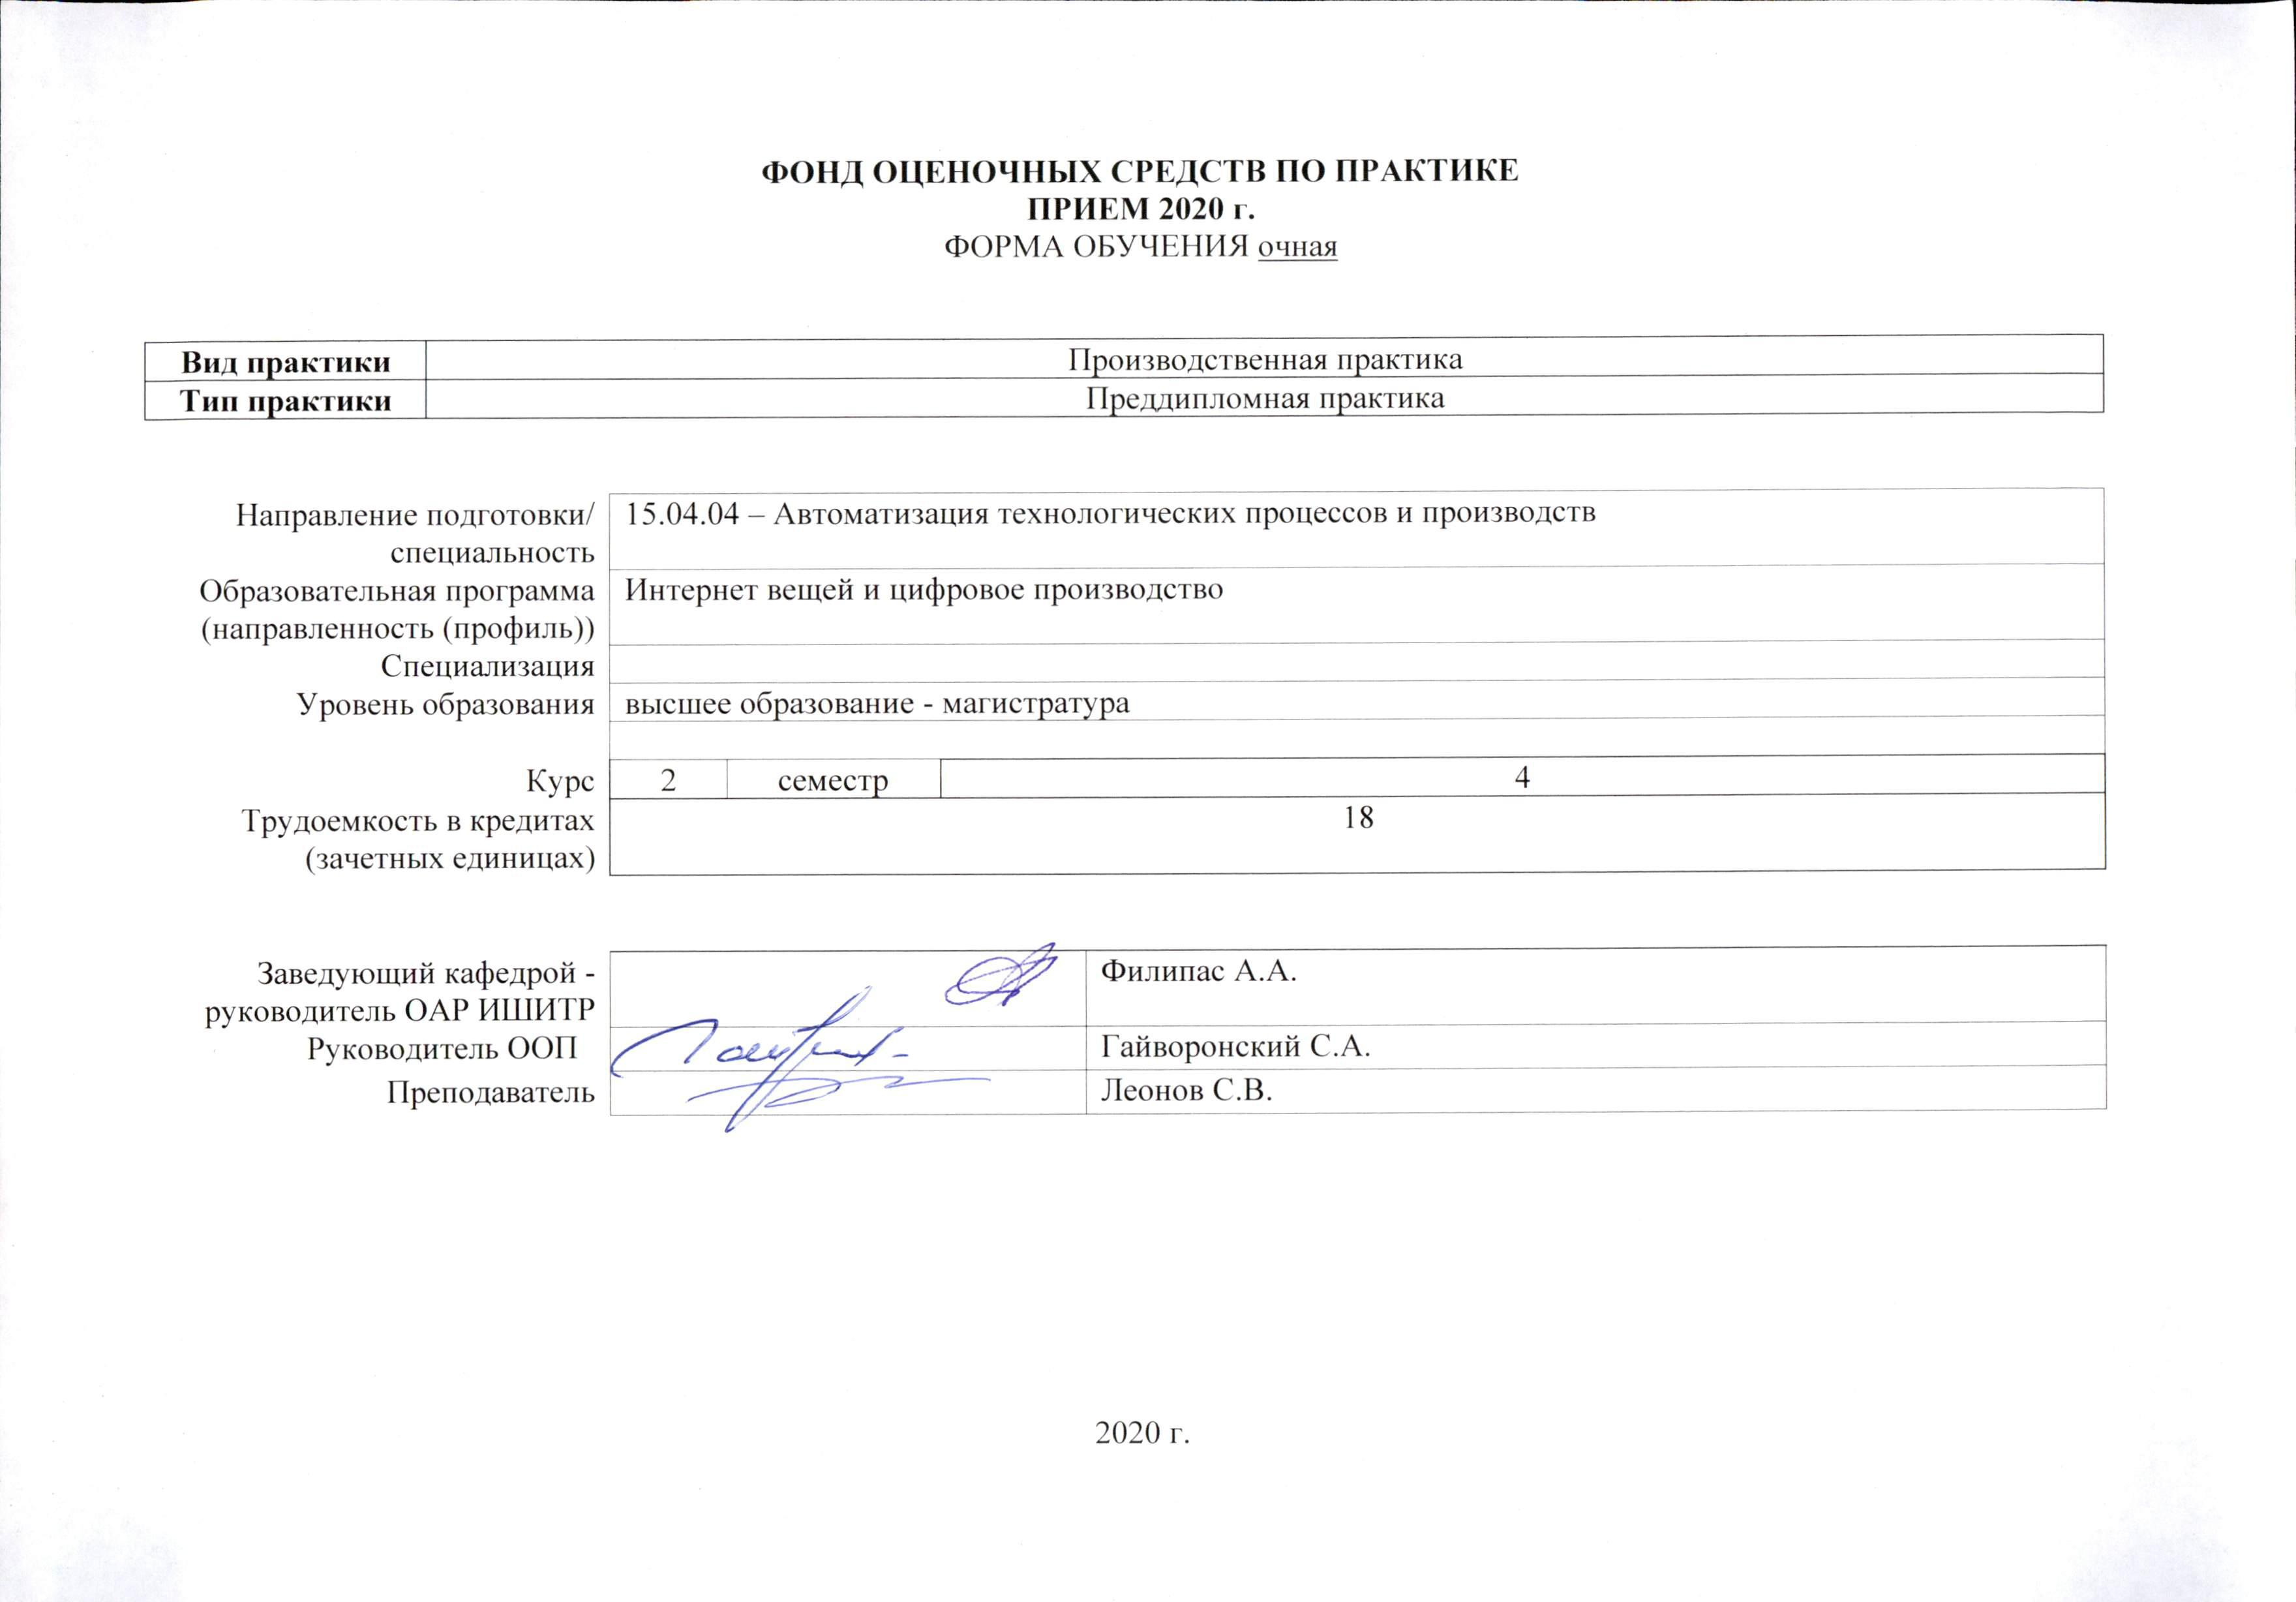 ФОНД ОЦЕНОЧНЫХ СРЕДСТВ ПО ПРАКТИКЕ
ПРИЕМ 2020 г.
ФОРМА ОБУЧЕНИЯ очная
Вид практики Производственная практика
Тип практики Преддипломная практика
Направление подготовки/ 15.04.04 – Автоматизация технологических процессов и производств
специальность
Образовательная программа Интернет вещей и цифровое производство
(направленность (профиль))
Специализация
Уровень образования высшее образование - магистратура
Курс 2 семестр 4
Трудоемкость в кредитах 18
(зачетных единицах)
Заведующий кафедрой - Филипас А.А.
руководитель ОАР ИШИТР
Руководитель ООП Гайворонский С.А.
Преподаватель Леонов С.В.
2020 г.